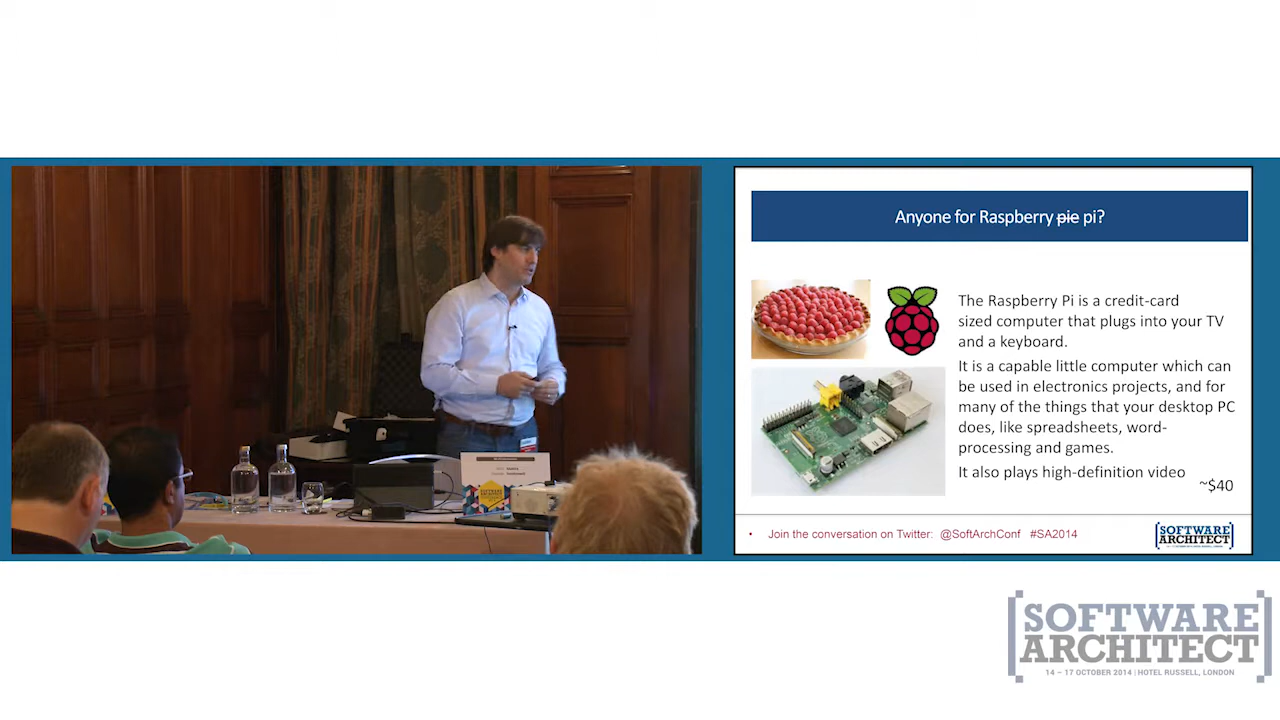 Anyone for Raspberry pie pi?
The Raspberry Pi is a credit-card
sized computer that plugs into your TV
and a keyboard.
It is a capable little computer which can
be used in electronics projects, and for
many of the things that your desktop PC
does, like spreadsheets, word-
processing and games.
It also plays high-definition video
~$40
• Join the conversation on Twitter: @SoftArchConf #SA2014
[SOFTWARE
ARCHITECT]
SOFTWARE
[SOFTWARE
ARCHITECT]
14 – 17 OCTOBER 2014 | HOTEL RUSSELL, LONDON